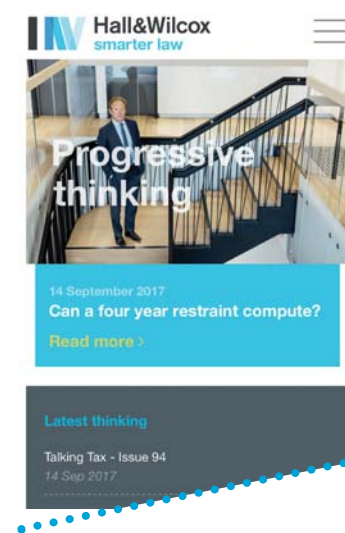 Hall&Wilcox
smarter law
Progressive
thinking
14 September 2017
Can a four year restraint compute?
Read more >
Latest thinking
Talking Tax - Issue 94
14 Sep 2017